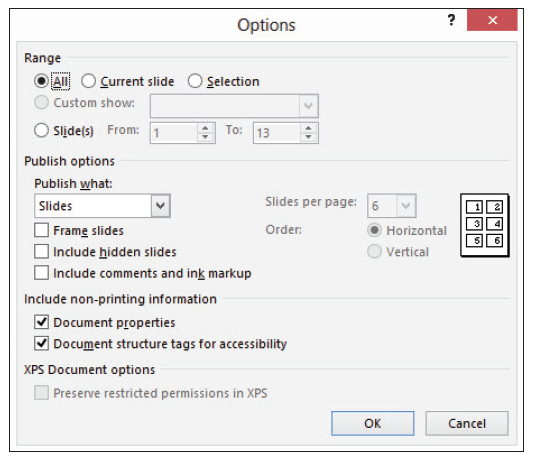 Options ?
Range
All Current slide Selection
Custom show:
Slide(s) From: 1 To: 13
Publish options
Publish what:
Slides
Slides per page: 6
Frame slides
Order: Horizontal
Include hidden slides
Vertical
Include comments and ink markup
1 2
3 4
5 6
Include non-printing information
Document properties
Document structure tags for accessibility
XPS Document options
Preserve restricted permissions in XPS
OK Cancel